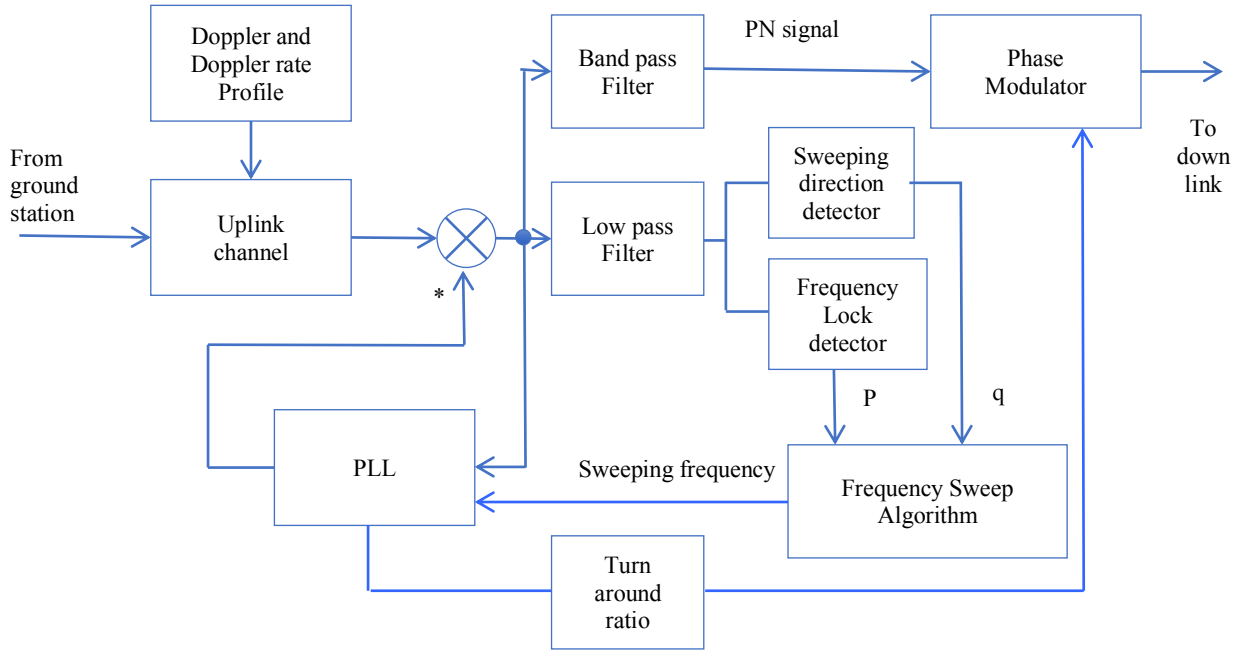 Doppler and
Doppler rate
Profile
Band pass
Filter
PN signal
Phase
Modulator
To
down
link
From
ground
station
Uplink
channel
*
Low pass
Filter
Sweeping
direction
detector
Frequency
Lock
detector
P
q
PLL
Sweeping frequency
Frequency Sweep
Algorithm
Turn
around
ratio